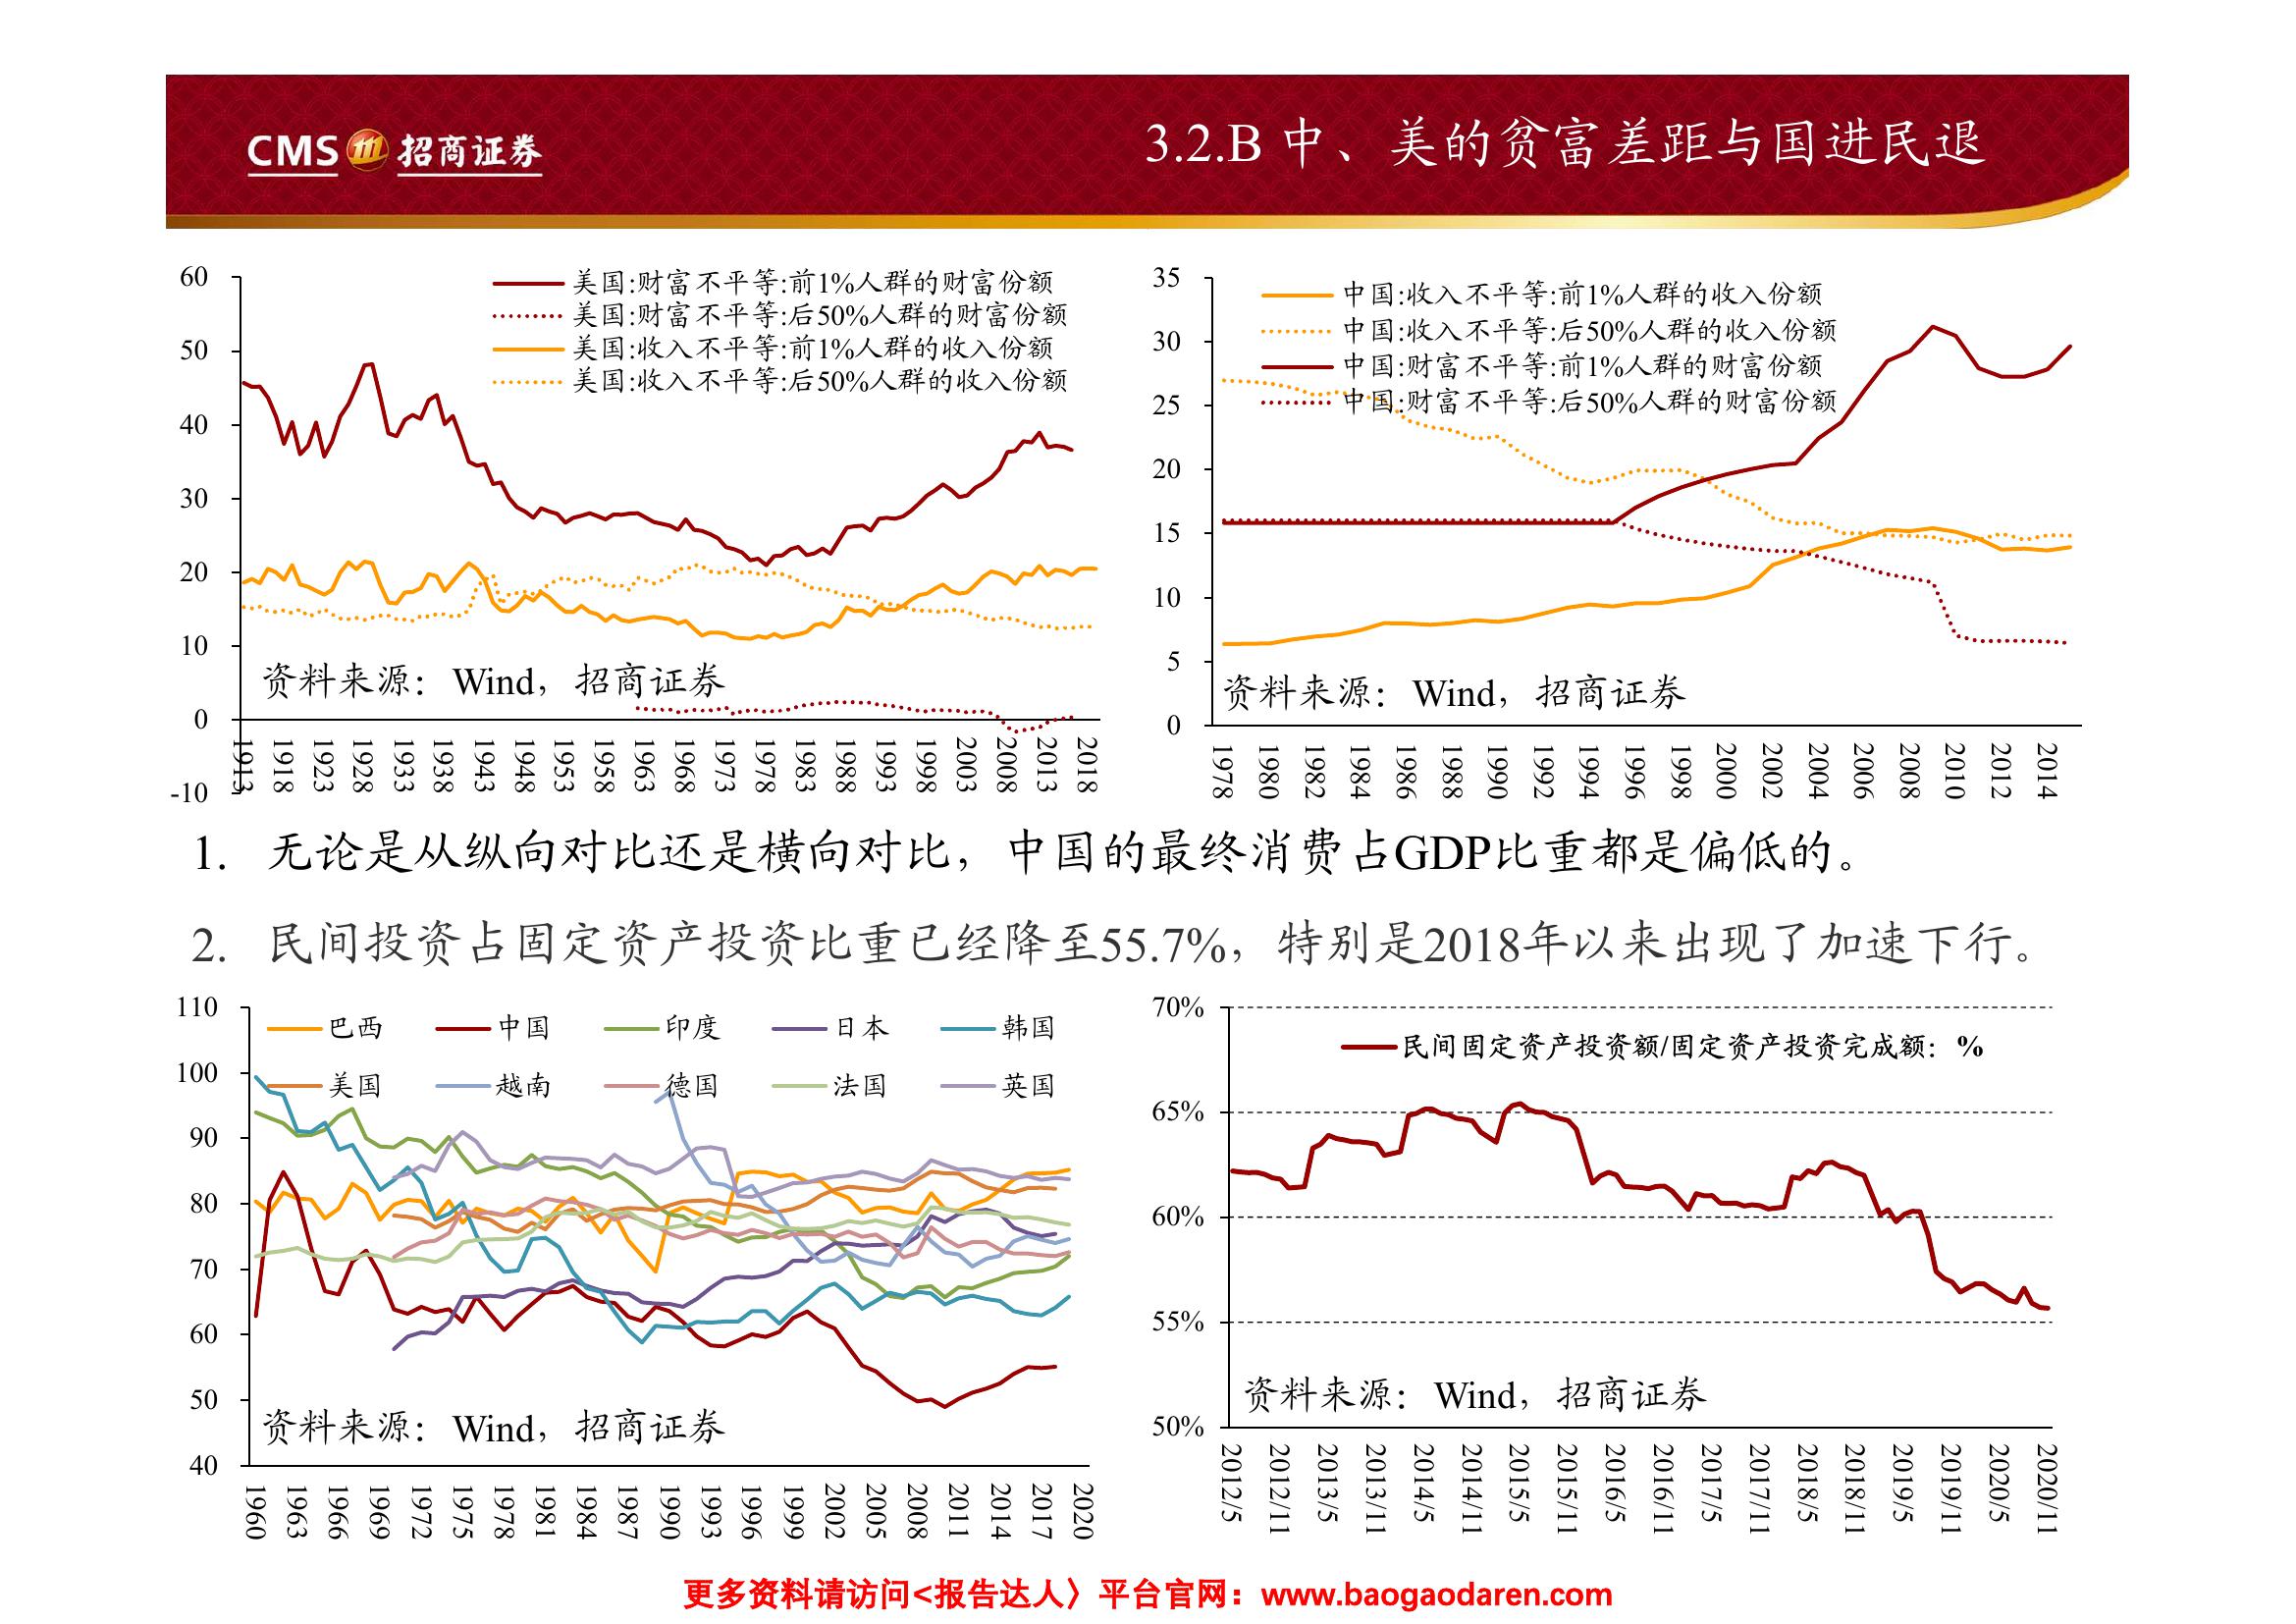 CMS 招商证券
3.2.B 中、美的贫富差距与国进民退
美国:财富不平等:前1%人群的财富份额
美国:财富不平等:后50%人群的财富份额
美国:收入不平等:前1%人群的收入份额
美国:收入不平等:后50%人群的收入份额
60
50
40
30
20
10
0
-10
资料来源：Wind，招商证券
1913 1918 1923 1928 1933 1938 1943 1948 1953 1958 1963 1968 1973 1978 1983 1988 1993 1998 2003 2008 2013 2018
中国:收入不平等:前1%人群的收入份额
中国:收入不平等:后50%人群的收入份额
中国:财富不平等:前1%人群的财富份额
中国:财富不平等:后50%人群的财富份额
35
30
25
20
15
10
5
0
资料来源：Wind，招商证券
1978 1980 1982 1984 1986 1988 1990 1992 1994 1996 1998 2000 2002 2004 2006 2008 2010 2012 2014
1. 无论是从纵向对比还是横向对比，中国的最终消费占GDP比重都是偏低的。
2. 民间投资占固定资产投资比重已经降至55.7%，特别是2018年以来出现了加速下行。
110
100
90
80
70
60
50
40
巴西 中国 印度 日本 韩国
美国 越南 德国 法国 英国
资料来源：Wind，招商证券
1960 1963 1966 1969 1972 1975 1978 1981 1984 1987 1990 1993 1996 1999 2002 2005 2008 2011 2014 2017 2020
70%
65%
60%
55%
50%
民间固定资产投资额/固定资产投资完成额：%
资料来源：Wind，招商证券
2012/5 2012/11 2013/5 2013/11 2014/5 2014/11 2015/5 2015/11 2016/5 2016/11 2017/5 2017/11 2018/5 2018/11 2019/5 2019/11 2020/5 2020/11
更多资料请访问<报告达人〉平台官网：www.baogaodaren.com